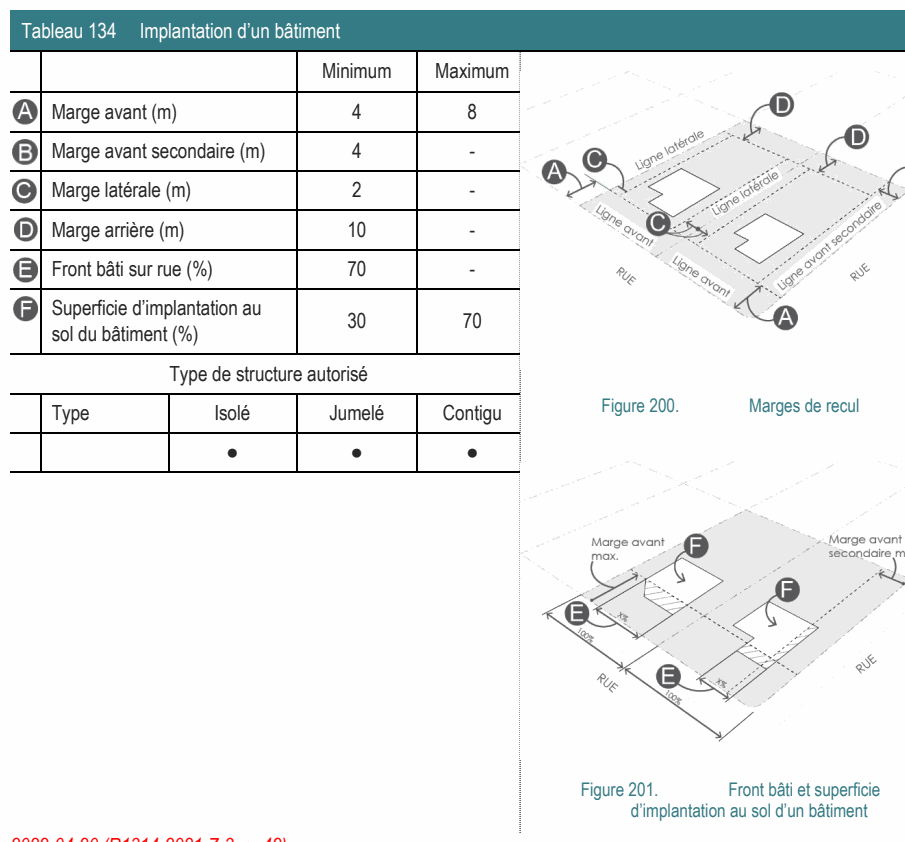 Tableau 134 Implantation d'un bâtiment
Minimum Maximum
A Marge avant (m) 4 8
B Marge avant secondaire (m) 4 -
C Marge latérale (m) 2 -
D Marge arrière (m) 10 -
E Front bâti sur rue (%) 70 -
F Superficie d'implantation au
sol du bâtiment (%) 30 70
Type de structure autorisé
Type Isolé Jumelé Contigu
● ● ●
D
D
Ligne latérale
A
C
Ligne latérale
Ligne avant
C
Ligne avant secondaire
Ligne avant
RUE
RUE
A
Figure 200. Marges de recul
Marge avant
max.
F
Marge avant
secondaire m
F
E
X%
100%
E
X%
100%
RUE
RUE
Figure 201. Front bâti et superficie
d'implantation au sol d'un bâtiment